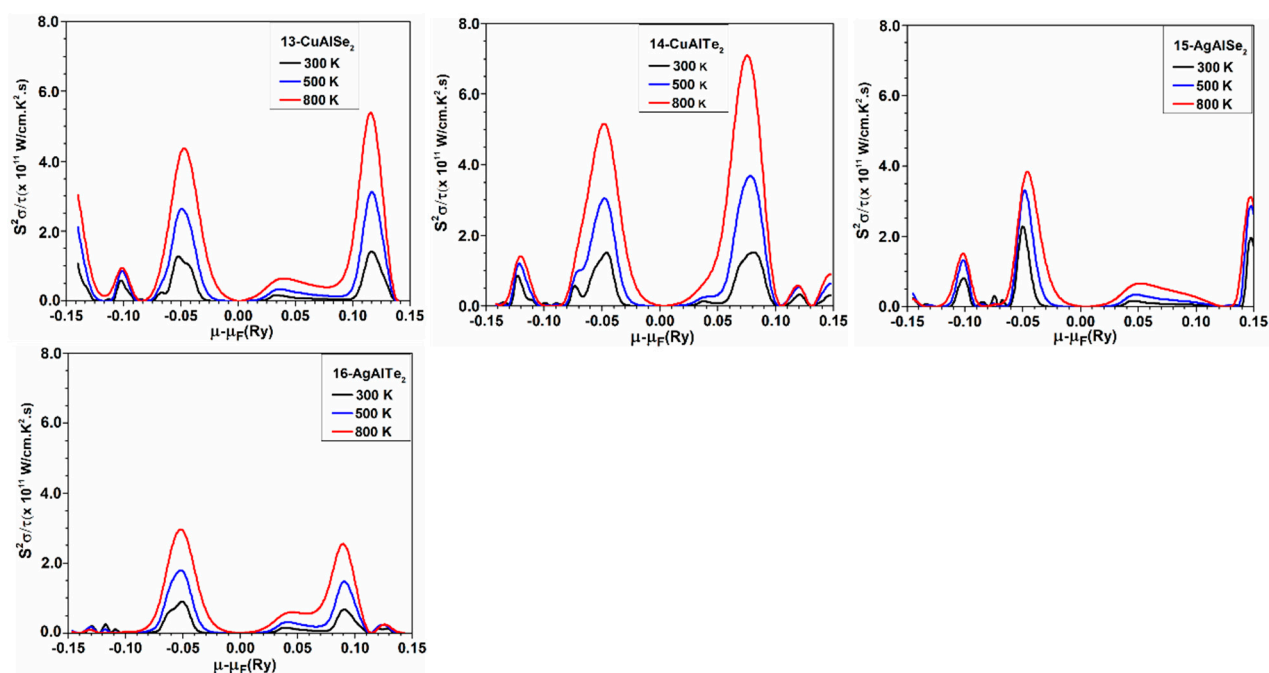 8.0
6.0
4.0
2.0
0.0
S²σ/τ(x 10¹¹ W/cm.K².s)
13-CuAlSe₂
300 K
500 K
800 K
-0.15 -0.10 -0.05 0.00 0.05 0.10 0.15
μ-μF(Ry)
8.0
6.0
4.0
2.0
0.0
S²σ/τ(x 10¹¹ W/cm.K².s)
14-CuAlTe₂
300 K
500 K
800 K
-0.15 -0.10 -0.05 0.00 0.05 0.10 0.15
μ-μF(Ry)
8.0
6.0
4.0
2.0
0.0
S²σ/τ(x 10¹¹ W/cm.K².s)
15-AgAlSe₂
300 K
500 K
800 K
-0.15 -0.10 -0.05 0.00 0.05 0.10 0.15
μ-μF(Ry)
8.0
6.0
4.0
2.0
0.0
S²σ/τ(x 10¹¹ W/cm.K².s)
16-AgAlTe₂
300 K
500 K
800 K
-0.15 -0.10 -0.05 0.00 0.05 0.10 0.15
μ-μF(Ry)